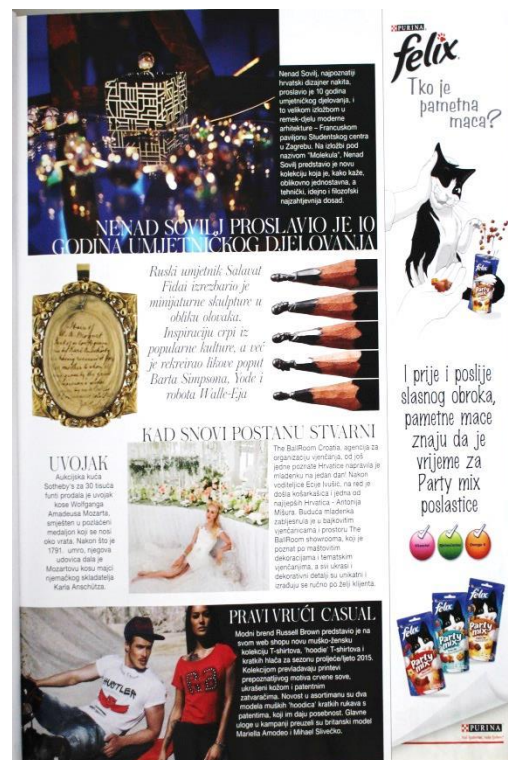 Nenad Sovilj, najpoznatiji
hrvatski dizajner nakita,
proslavio je 10 godina
umjetničkog djelovanja, i
to velikom izložbom u
remek-djelu moderne
arhitekture – Francuskom
paviljonu Studentskog centra
u Zagrebu. Na izložbi pod
nazivom "Molekula", Nenad
Sovilj predstavio je novu
kolekciju koja je, kako kaže,
oblikovno jednostavna, a
tehnički, idejno i filozofski
najzahtjevnija dosad.
NENAD SOVILJ PROSLAVIO JE 10
GODINA UMJETNIČKOG DJELOVANJA
Ruski umjetnik Salavat
Fidai izrezbario je
minijaturne skulpture u
obliku olovaka.
Inspiraciju crpi iz
popularne kulture, a već
je rekreirao likove poput
Barta Simpsona, Yode i
robota Walle-Eja
UVOJAK
Aukcijska kuća
Sotheby's za 30 tisuća
funti prodala je uvojak
kose Wolfganga
Amadeusa Mozarta,
smješten u pozlaćeni
medaljon koji se nosi
oko vrata. Nakon što je
1791. umro, njegova
udovica dala je
Mozartovu kosu majci
njemačkog skladatelja
Karla Anschütza.
KAD SNOVI POSTANU STVARNI
The BallRoom Croatia, agencija za
organizaciju vjenčanja, od još
jedne poznate Hrvatice napravila je
mladenku na jedan dan! Nakon
voditeljice Ecije Ivušić, na red je
došla košarkašica i jedna od
najljepših Hrvatica - Antonija
Mišura. Buduća mladenka
zabljesnula je u bajkovitim
vjenčanicama i prostoru The
BallRoom showrooma, koji je
poznat po maštovitim
dekoracijama i tematskim
vjenčanjima, a svi ukrasi i
dekorativni detalji su unikatni i
izrađuju se ručno po želji klijenta.
PRAVI VRUĆI CASUAL
Modni brend Russell Brown predstavio je na
svom web shopu novu muško-žensku
kolekciju T-shirtova, 'hoodie' T-shirtova i
kratkih hlača za sezonu proljeće/ljeto 2015.
Kolekcijom prevladavaju printevi
prepoznatljivog motiva crvene sove,
ukrašeni kožom i patentnim
zatvaračima. Novost u asortimanu su dva
modela muških 'hoodica' kratkih rukava s
patentima, koji im daju posebnost. Glavne
uloge u kampanji preuzeli su britanski model
Mariella Amodeo i Mihael Slivečko.
HUSTLER
PURINA
felix
Tko je
pametna
maca?
felix
Party
mix
I prije i poslije
slasnog obroka,
pametne mace
znaju da je
vrijeme za
Party mix
poslastice
felix
Party
mix
felix
Party
mix
felix
Party
mix
PURINA